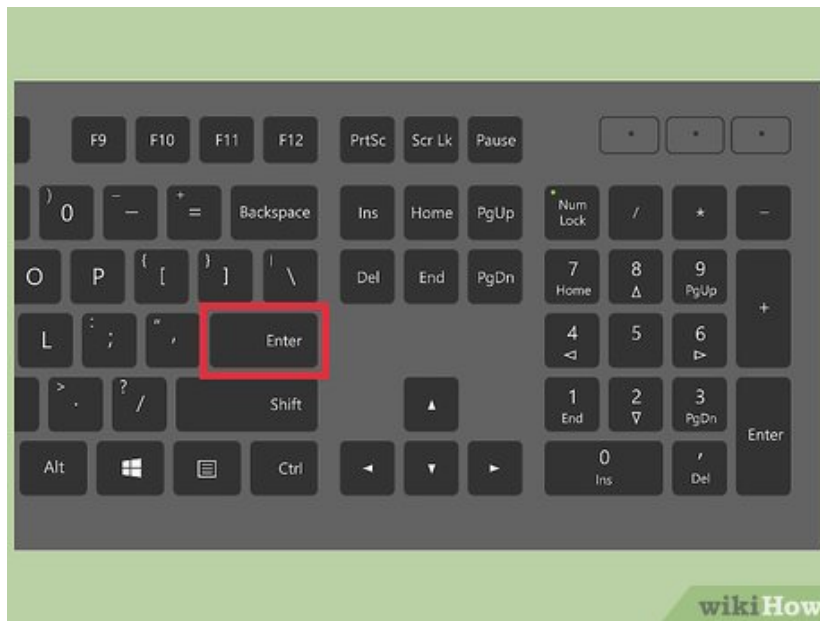 F9 F10 F11 F12 PrtSc Scr Lk Pause
) 0 _ - + = Backspace Ins Home PgUp Num Lock / * -
O P { [ } ] | \ Del End PgDn 7 Home 8 9 PgUp +
L : ; " ' Enter 4 5 6
> . ? / Shift 1 End 2 3 PgDn Enter
Alt Ctrl 0 Ins ' Del
wikiHow